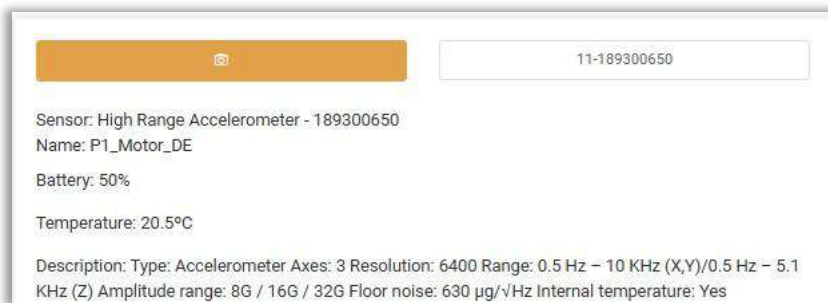 11-189300650
Sensor: High Range Accelerometer - 189300650
Name: P1_Motor_DE
Battery: 50%
Temperature: 20.5ºC
Description: Type: Accelerometer Axes: 3 Resolution: 6400 Range: 0.5 Hz – 10 KHz (X,Y)/0.5 Hz – 5.1
KHz (Z) Amplitude range: 8G / 16G / 32G Floor noise: 630 µg/√Hz Internal temperature: Yes